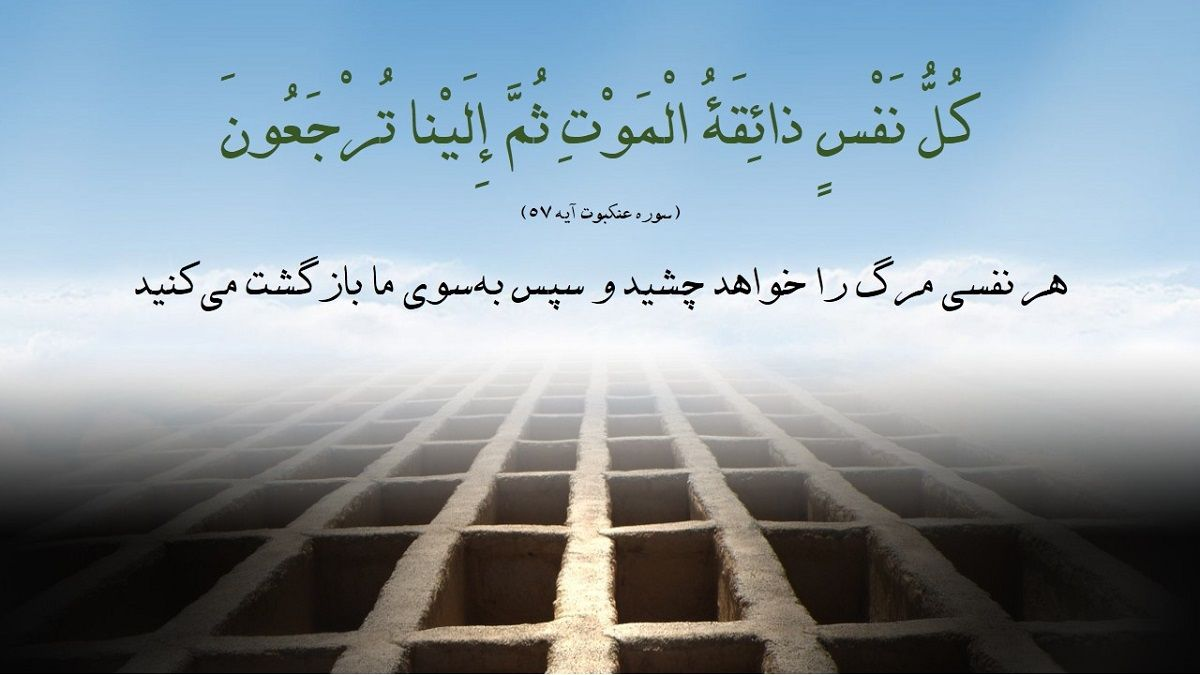 كُلُّ نَفْسٍ ذائِقَةُ الْمَوْتِ ثُمَّ إِلَيْنا تُرْجَعُونَ
(سوره عنکبوت آیه ۵۷)
هر نفسی مرگ را خواهد چشید و سپس به‌سوی ما بازگشت می‌کنید